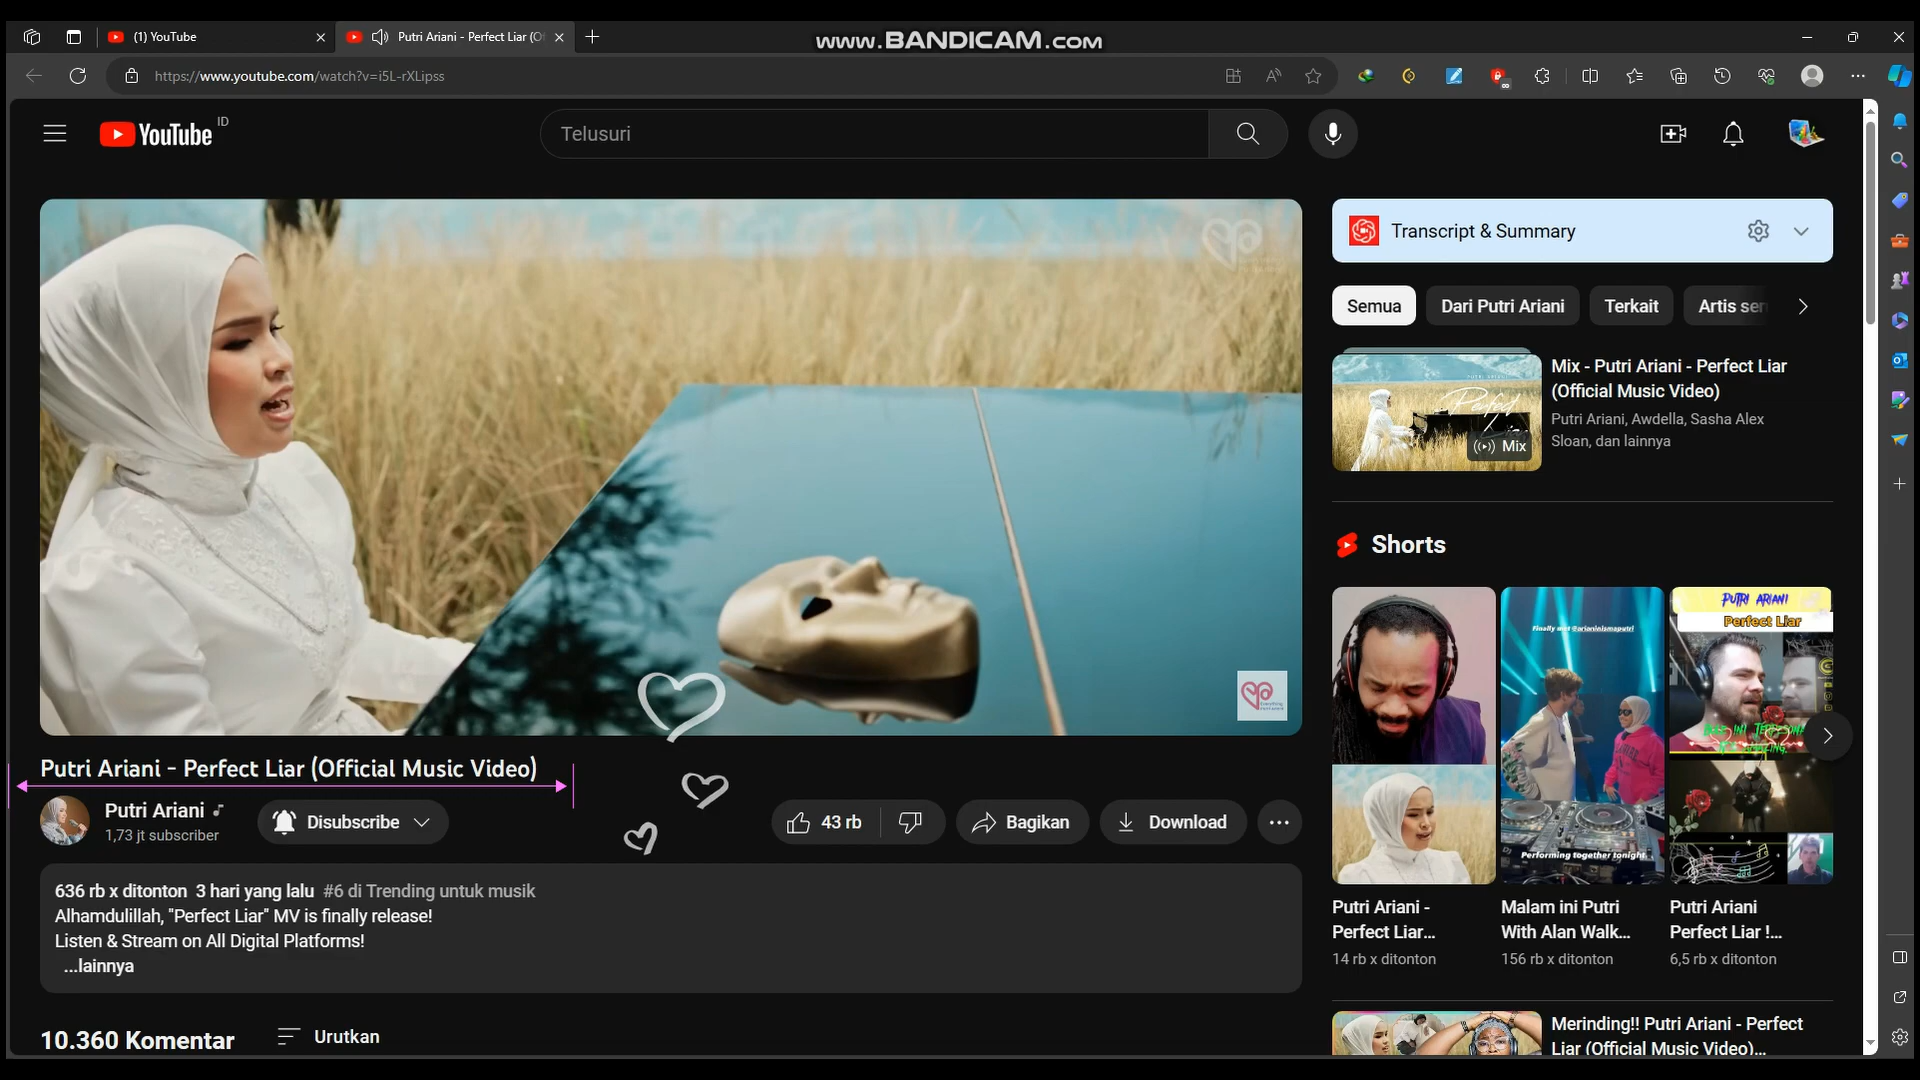 (1) YouTube
Putri Ariani - Perfect Liar (O
www.BANDICAM.com
https://www.youtube.com/watch?v=i5L-rXLipss
YouTube ID
Telusuri
Transcript & Summary
Semua
Dari Putri Ariani
Terkait
Artis ser
Mix
Mix - Putri Ariani - Perfect Liar
(Official Music Video)
Putri Ariani, Awdella, Sasha Alex
Sloan, dan lainnya
Shorts
Finally met @arianinismaputri
Performing together tonight.
PUTRI ARIANI
Perfect Liar
Putri Ariani -
Perfect Liar...
14 rb x ditonton
Malam ini Putri
With Alan Walk...
156 rb x ditonton
Putri Ariani
Perfect Liar !...
6,5 rb x ditonton
Putri Ariani - Perfect Liar (Official Music Video)
Putri Ariani
1,73 jt subscriber
Disubscribe
43 rb
Bagikan
Download
636 rb x ditonton 3 hari yang lalu #6 di Trending untuk musik
Alhamdulillah, "Perfect Liar" MV is finally release!
Listen & Stream on All Digital Platforms!
...lainnya
10.360 Komentar
Urutkan
Merinding!! Putri Ariani - Perfect
Liar (Official Music Video)...